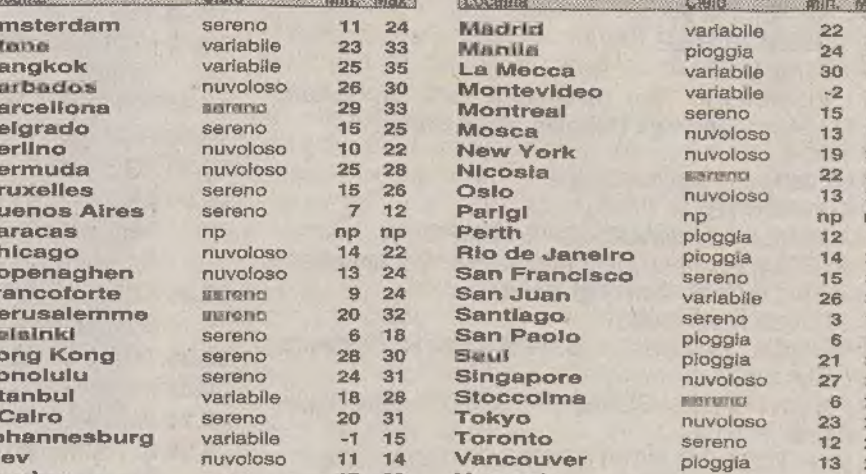 msterdam sereno 11 24
tene variabile 23 33
angkok variabile 25 35
arbados nuvoloso 26 30
arcellona sereno 29 33
elgrado sereno 15 25
erlino nuvoloso 10 22
ermuda nuvoloso 25 28
ruxelles sereno 15 26
uenos Aires sereno 7 12
aracas np np np
hicago nuvoloso 14 22
openaghen nuvoloso 13 24
rancoforte sereno 9 24
erusalemme sereno 20 32
elsinki sereno 6 18
ong Kong sereno 28 30
onolulu sereno 24 31
tanbul variabile 18 28
Cairo sereno 20 31
ohannesburg variabile -1 15
iev nuvoloso 11 14
Località Cielo Min. M
Madrid variabile 22
Manila pioggia 24
La Mecca variabile 30
Montevideo variabile -2
Montreal sereno 15
Mosca nuvoloso 13
New York nuvoloso 19
Nicosia sereno 22
Oslo nuvoloso 13
Parigi np np
Perth pioggia 12
Rio de Janeiro pioggia 14
San Francisco sereno 15
San Juan variabile 26
Santiago sereno 3
San Paolo pioggia 6
Seul pioggia 21
Singapore nuvoloso 27
Stoccolma sereno 6
Tokyo nuvoloso 23
Toronto sereno 12
Vancouver pioggia 13